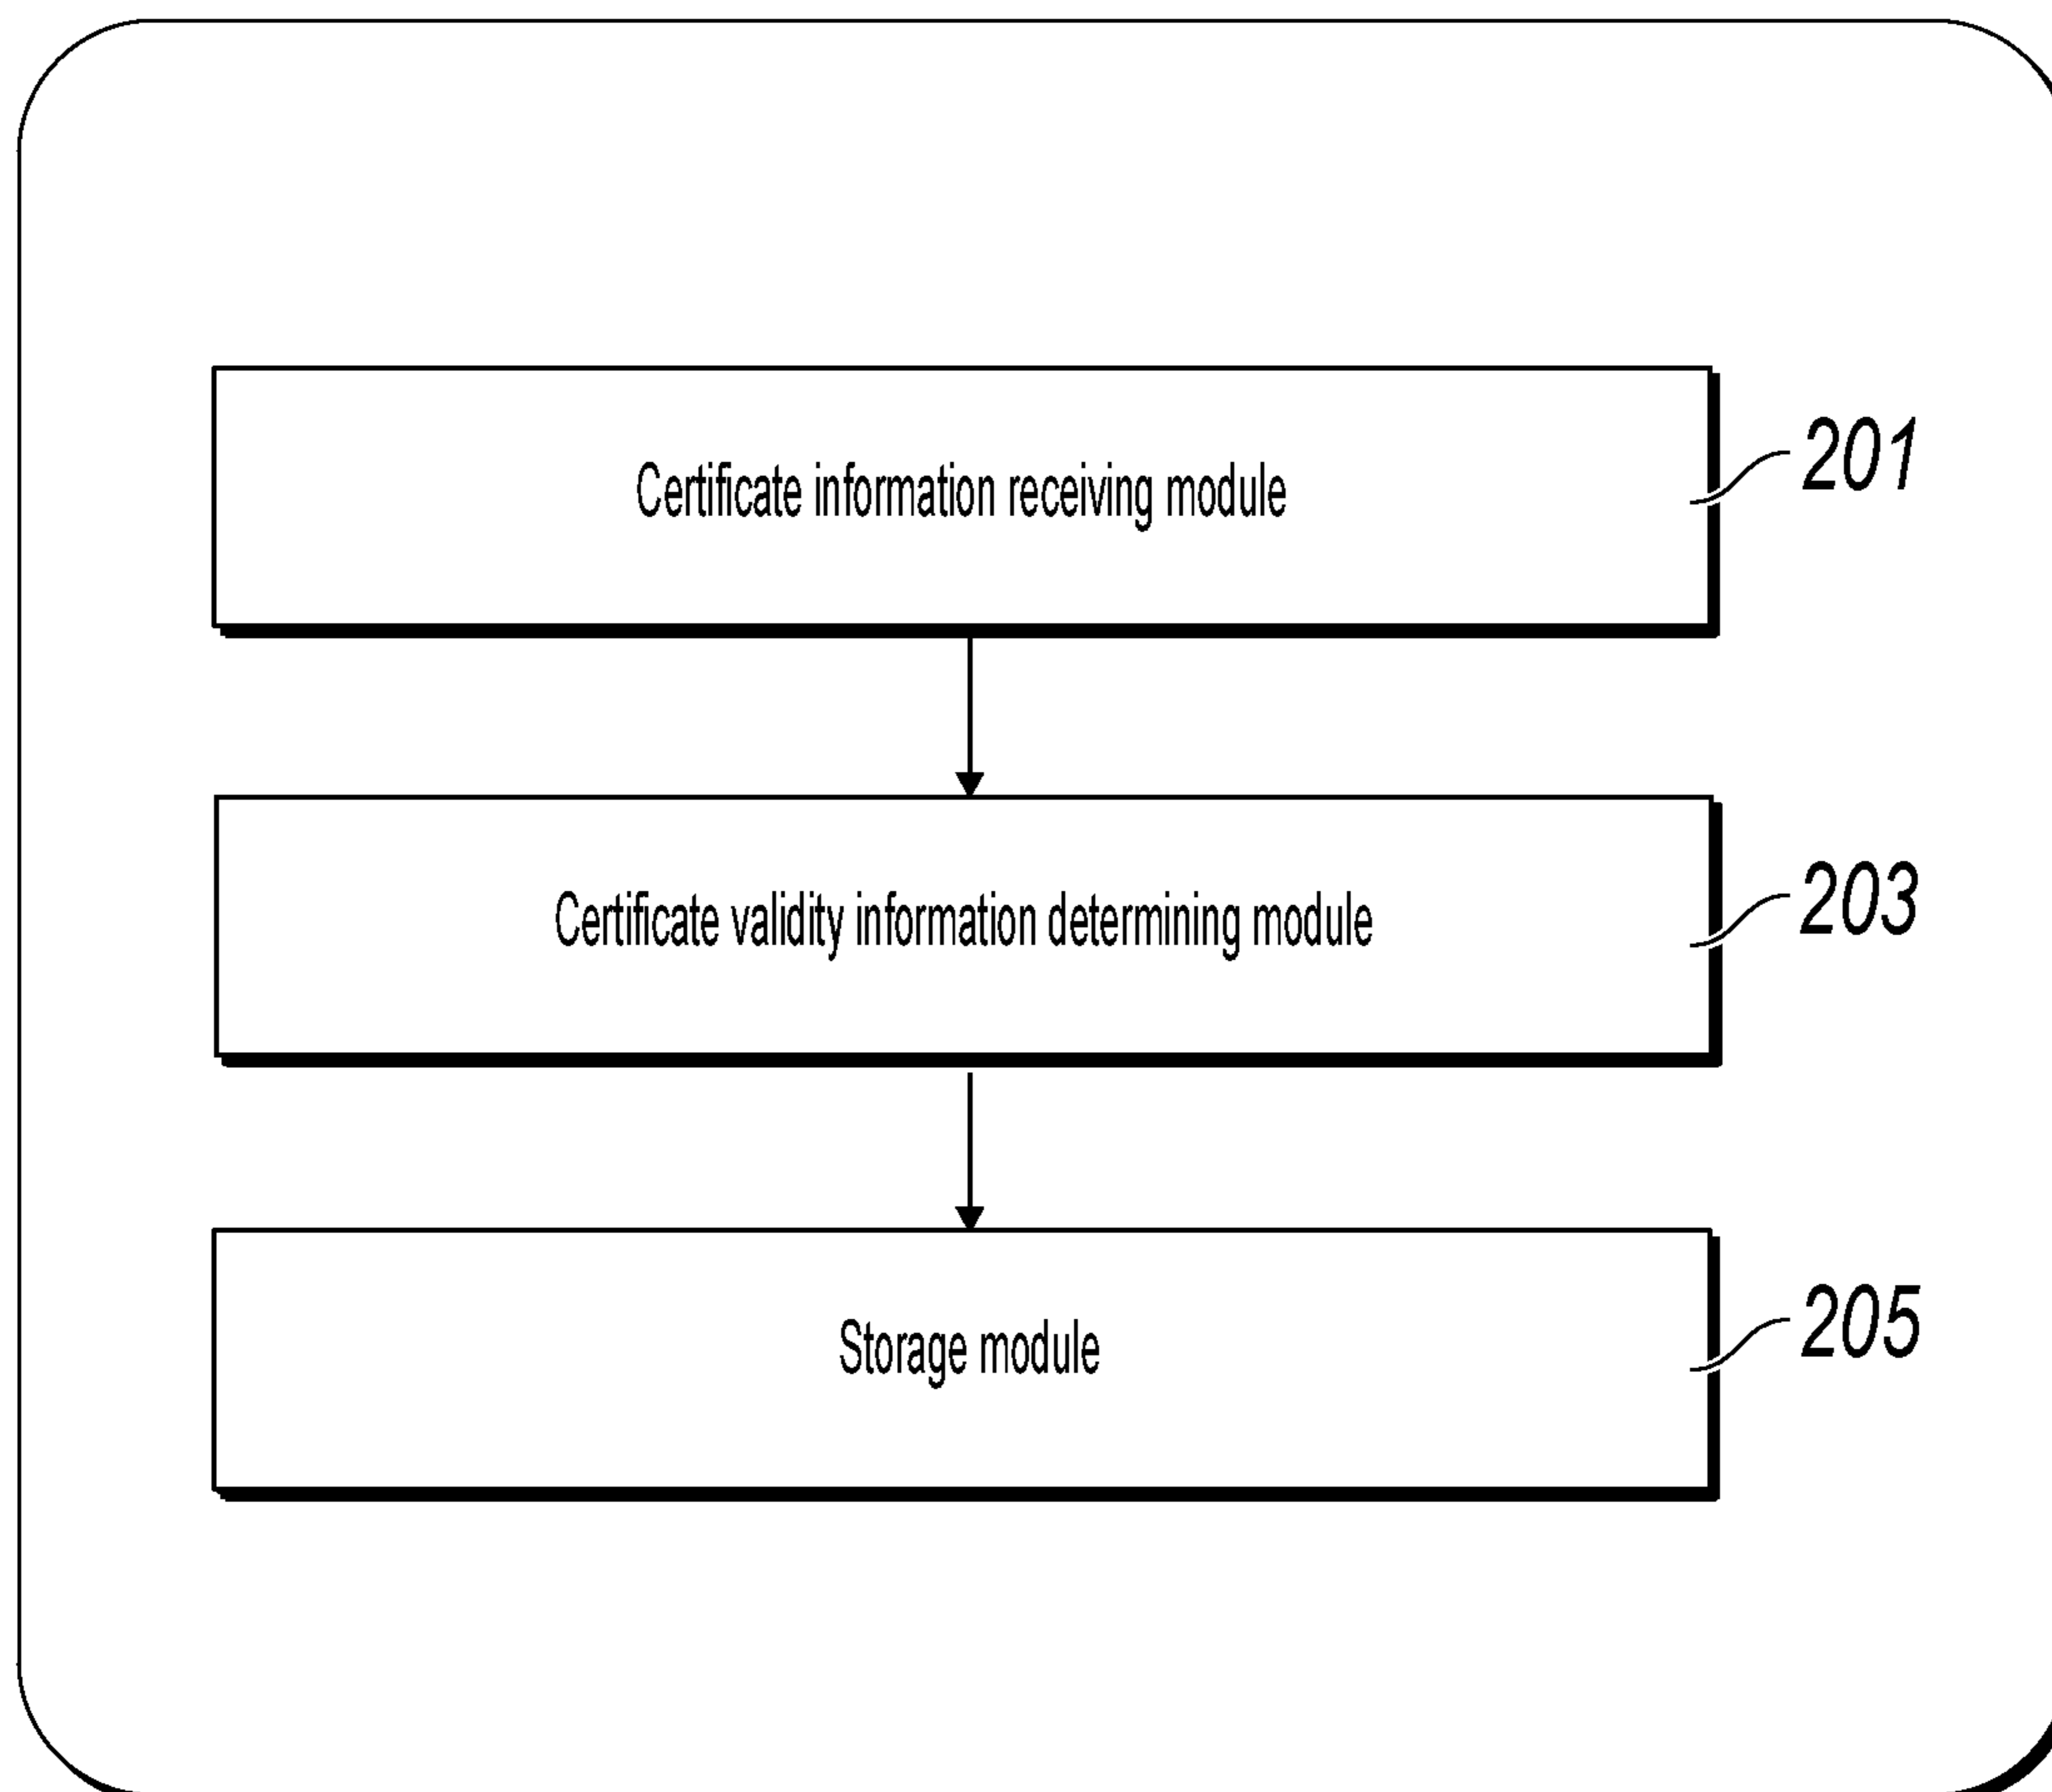 Certificate information receiving module
201
Certificate validity information determining module
203
Storage module
205